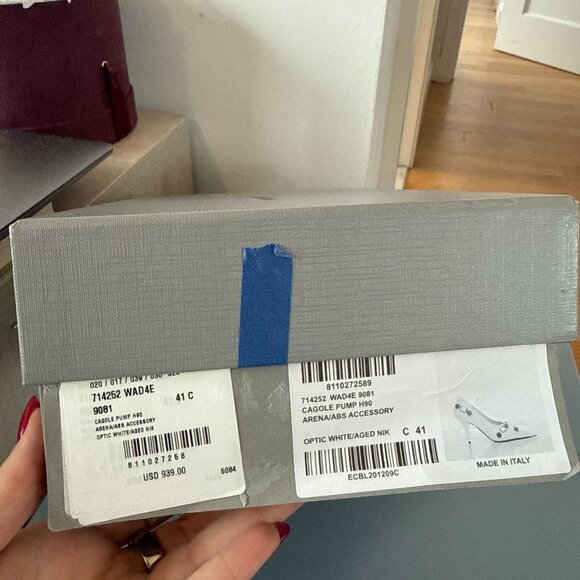 020 / 017 / 039 / 030
714252 WAD4E
9081
41 C
CAGOLE PUMP H90
ARENA/ABS ACCESSORY
OPTIC WHITE/AGED NIK
811027258
USD 939.00
5084
8110272589
714252 WAD4E 9081
CAGOLE PUMP H90
ARENA/ABS ACCESSORY
OPTIC WHITE/AGED NIK C 41
ECBL201209C
MADE IN ITALY